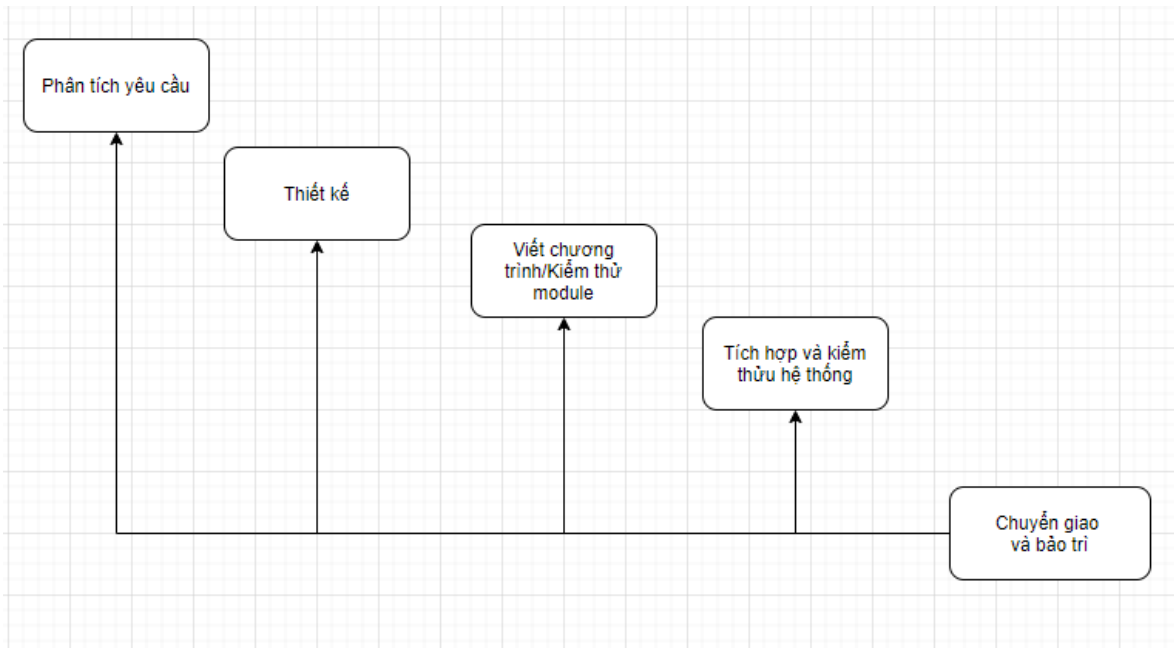 Phân tích yêu cầu
Thiết kế
Viết chương
trình/Kiểm thử
module
Tích hợp và kiểm
thửu hệ thống
Chuyển giao
và bảo trì